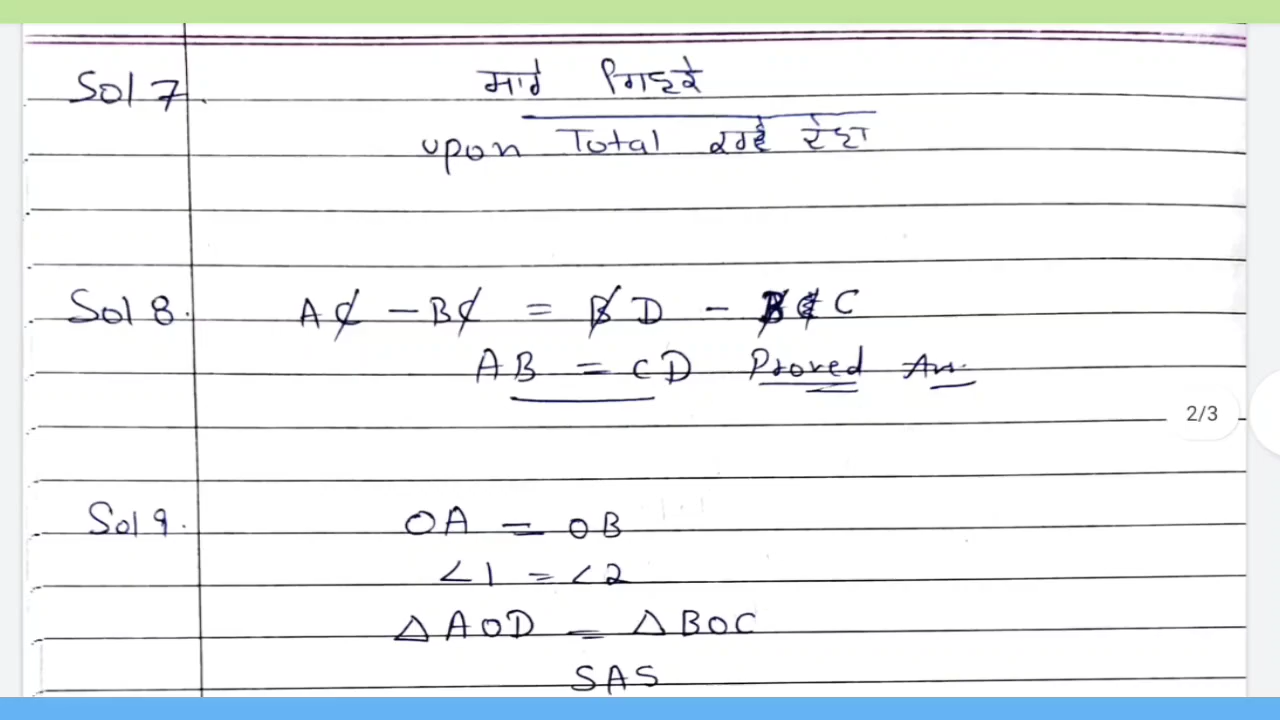 Sol 7.
upon Total
Sol 8. AC - BC = BD - BC
AB = CD Proved Ans.
2/3
Sol 9. OA = OB
∠1 = ∠2
△AOD = △BOC
SAS